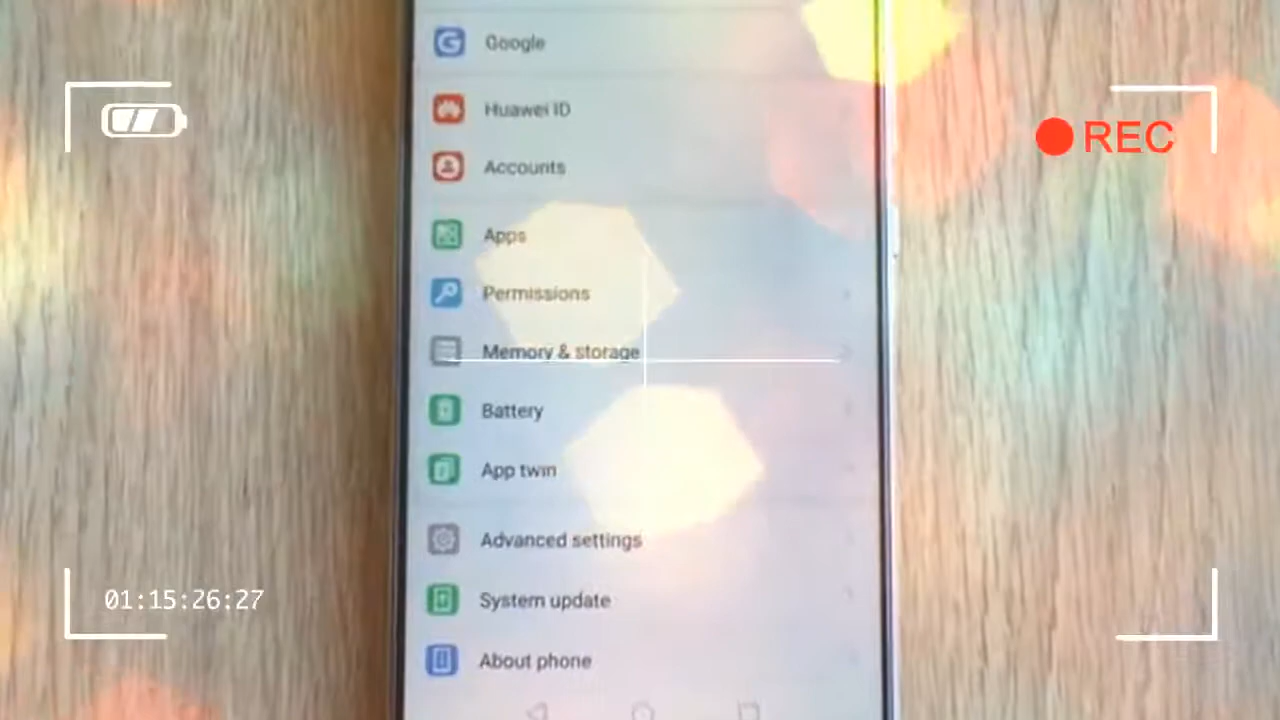 Google
Huawei ID
REC
Accounts
Apps
Permissions
Memory & storage
Battery
App twin
Advanced settings
01:15:26:27
System update
About phone